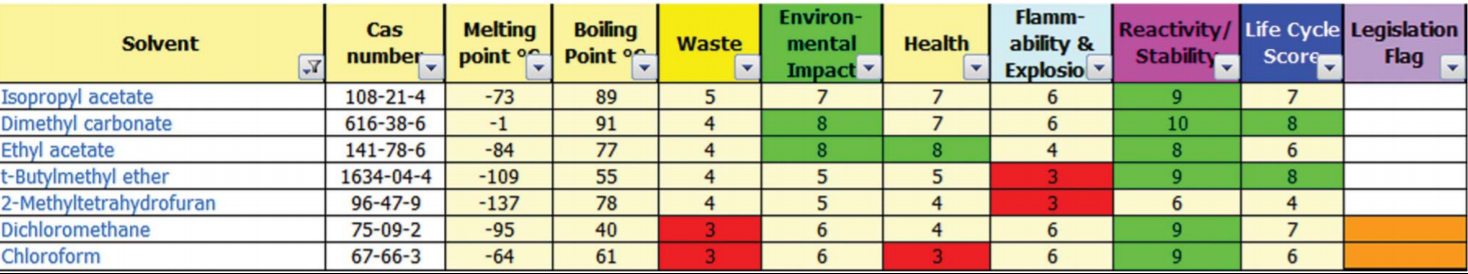 Solvent Cas number Melting point °C Boiling Point °C Waste Environ-mental Impact Health Flamm-ability & Explosio Reactivity/ Stability Life Cycle Score Legislation Flag
Isopropyl acetate 108-21-4 -73 89 5 7 7 6 9 7
Dimethyl carbonate 616-38-6 -1 91 4 8 7 6 10 8
Ethyl acetate 141-78-6 -84 77 4 8 8 4 8 6
t-Butylmethyl ether 1634-04-4 -109 55 4 5 5 3 9 8
2-Methyltetrahydrofuran 96-47-9 -137 78 4 5 4 3 6 4
Dichloromethane 75-09-2 -95 40 3 6 4 6 9 7
Chloroform 67-66-3 -64 61 3 6 3 6 9 6